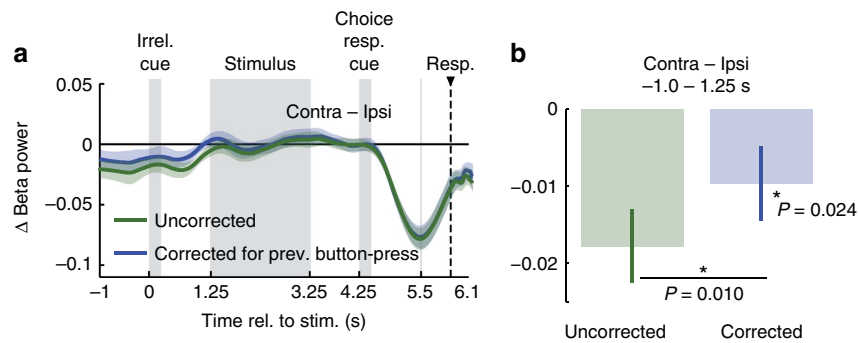 a
Irrel.
cue
Stimulus
Choice
resp.
cue
Resp.
0.05
0
−0.05
−0.1
Δ Beta power
Contra – Ipsi
Uncorrected
Corrected for prev. button-press
−1 0 1.25 3.25 4.25 5.5 6.1
Time rel. to stim. (s)
b
Contra – Ipsi
−1.0 – 1.25 s
0
−0.01
−0.02
*
P = 0.024
*
P = 0.010
Uncorrected Corrected